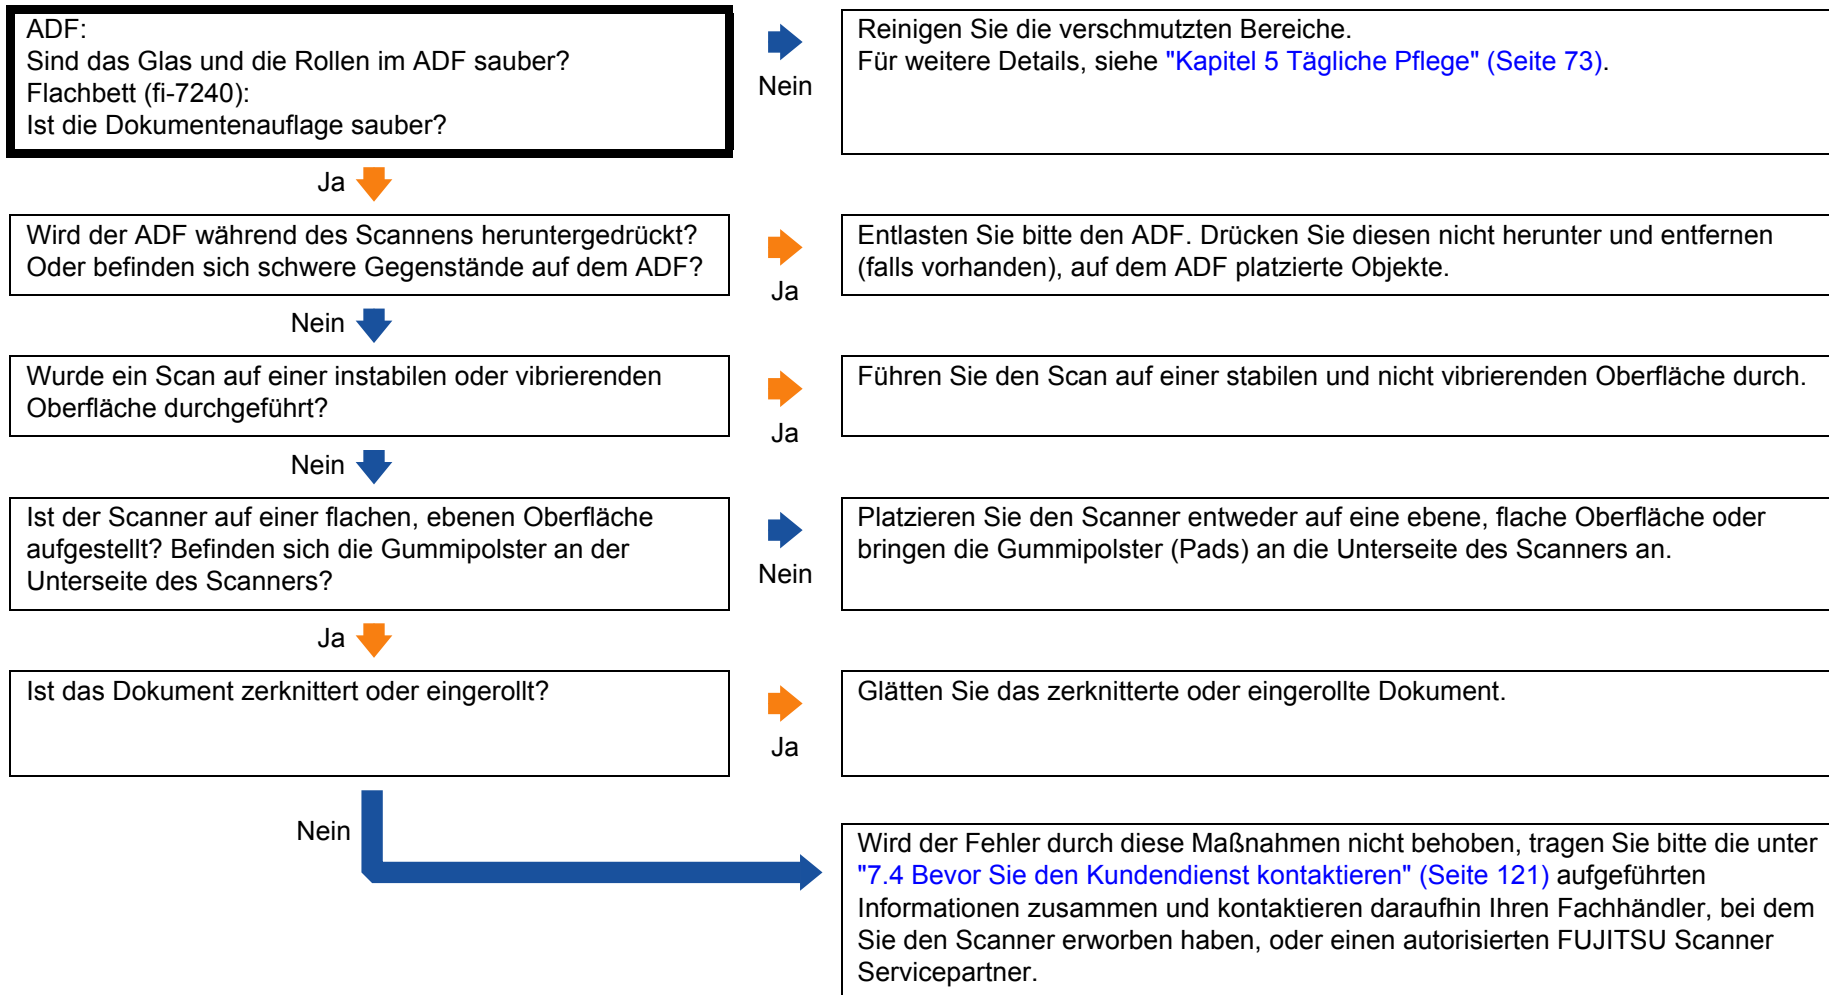 ADF:
Sind das Glas und die Rollen im ADF sauber?
Flachbett (fi-7240):
Ist die Dokumentenauflage sauber?
Nein
Reinigen Sie die verschmutzten Bereiche.
Für weitere Details, siehe "Kapitel 5 Tägliche Pflege" (Seite 73).
Ja
Wird der ADF während des Scannens heruntergedrückt?
Oder befinden sich schwere Gegenstände auf dem ADF?
Ja
Entlasten Sie bitte den ADF. Drücken Sie diesen nicht herunter und entfernen
(falls vorhanden), auf dem ADF platzierte Objekte.
Nein
Wurde ein Scan auf einer instabilen oder vibrierenden
Oberfläche durchgeführt?
Ja
Führen Sie den Scan auf einer stabilen und nicht vibrierenden Oberfläche durch.
Nein
Ist der Scanner auf einer flachen, ebenen Oberfläche
aufgestellt? Befinden sich die Gummipolster an der
Unterseite des Scanners?
Nein
Platzieren Sie den Scanner entweder auf eine ebene, flache Oberfläche oder
bringen die Gummipolster (Pads) an die Unterseite des Scanners an.
Ja
Ist das Dokument zerknittert oder eingerollt?
Ja
Glätten Sie das zerknitterte oder eingerollte Dokument.
Nein
Wird der Fehler durch diese Maßnahmen nicht behoben, tragen Sie bitte die unter
"7.4 Bevor Sie den Kundendienst kontaktieren" (Seite 121) aufgeführten
Informationen zusammen und kontaktieren daraufhin Ihren Fachhändler, bei dem
Sie den Scanner erworben haben, oder einen autorisierten FUJITSU Scanner
Servicepartner.